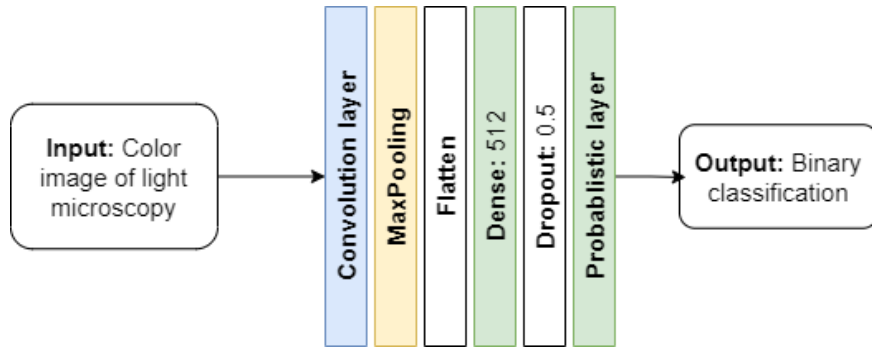 Input: Color
image of light
microscopy
Convolution layer
MaxPooling
Flatten
Dense: 512
Dropout: 0.5
Probablistic layer
Output: Binary
classification